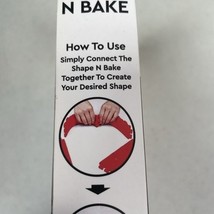 N BAKE
How To Use
Simply Connect The
Shape N Bake
Together To Create
Your Desired Shape